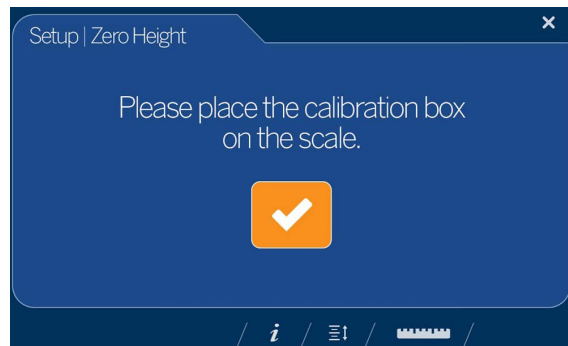 Setup | Zero Height
Please place the calibration box
on the scale.